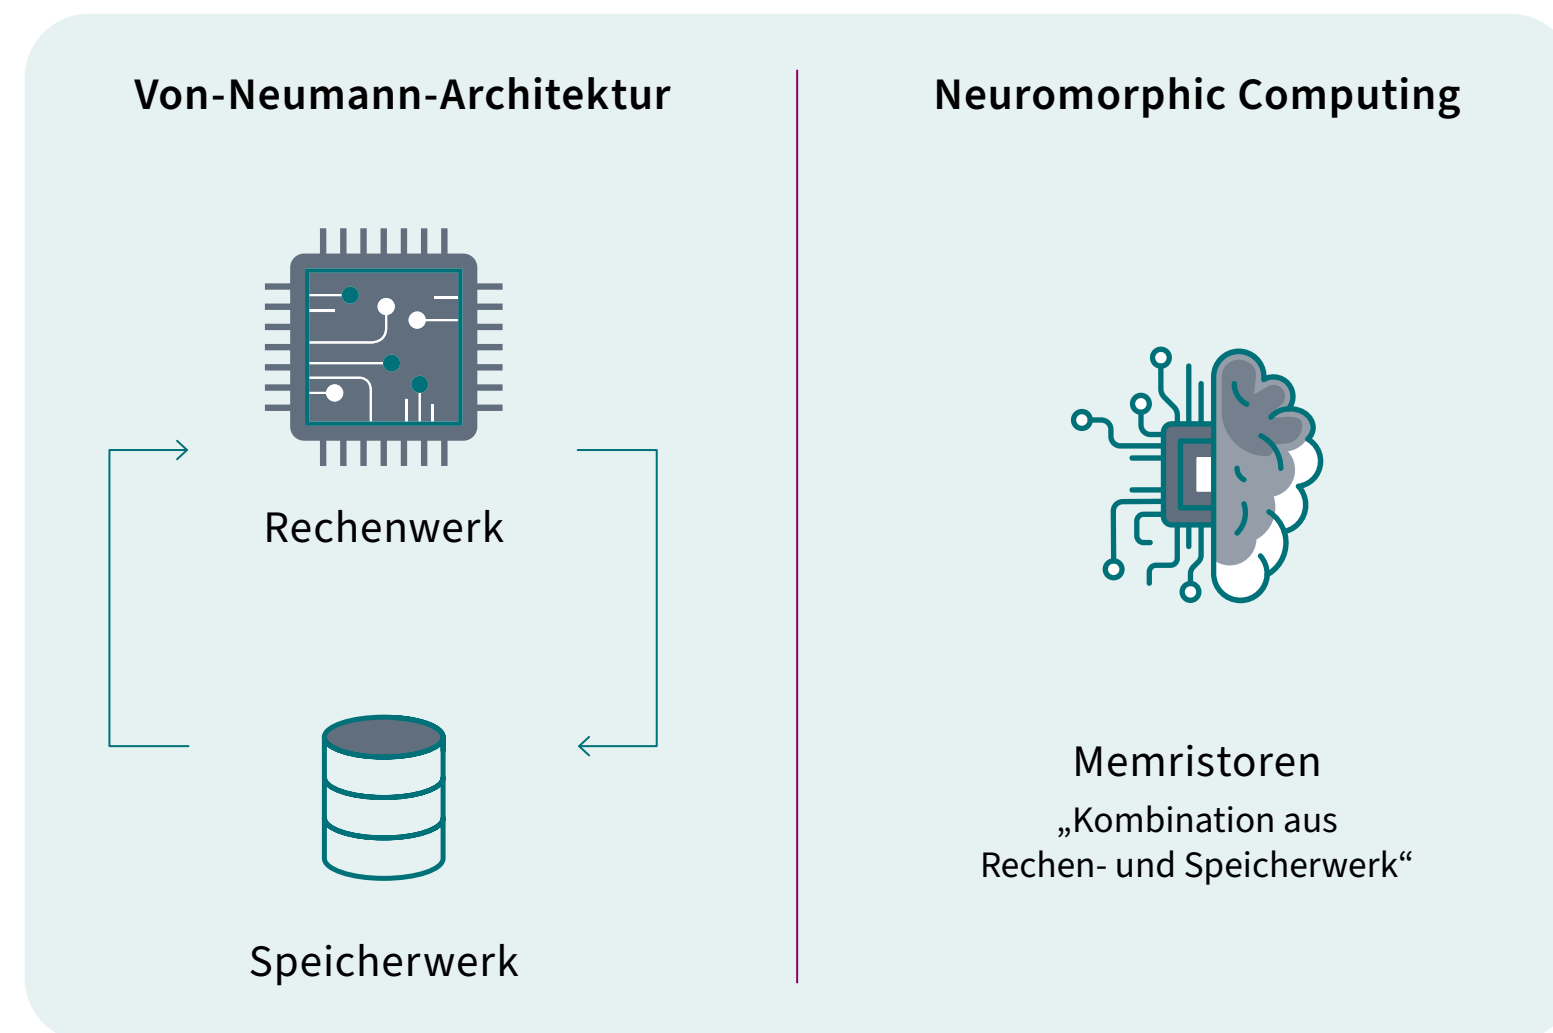 Von-Neumann-Architektur
Rechenwerk
Speicherwerk
Neuromorphic Computing
Memristoren
„Kombination aus
Rechen- und Speicherwerk“